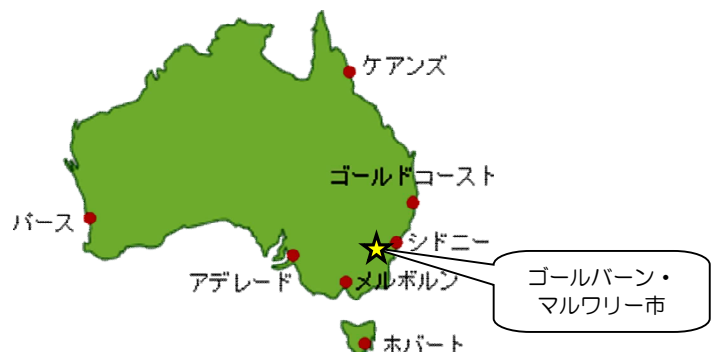 ケアンズ
ゴールドコースト
パース
シドニー
アデレード
メルボルン
ゴールバーン・
マルワリー市
ホバート